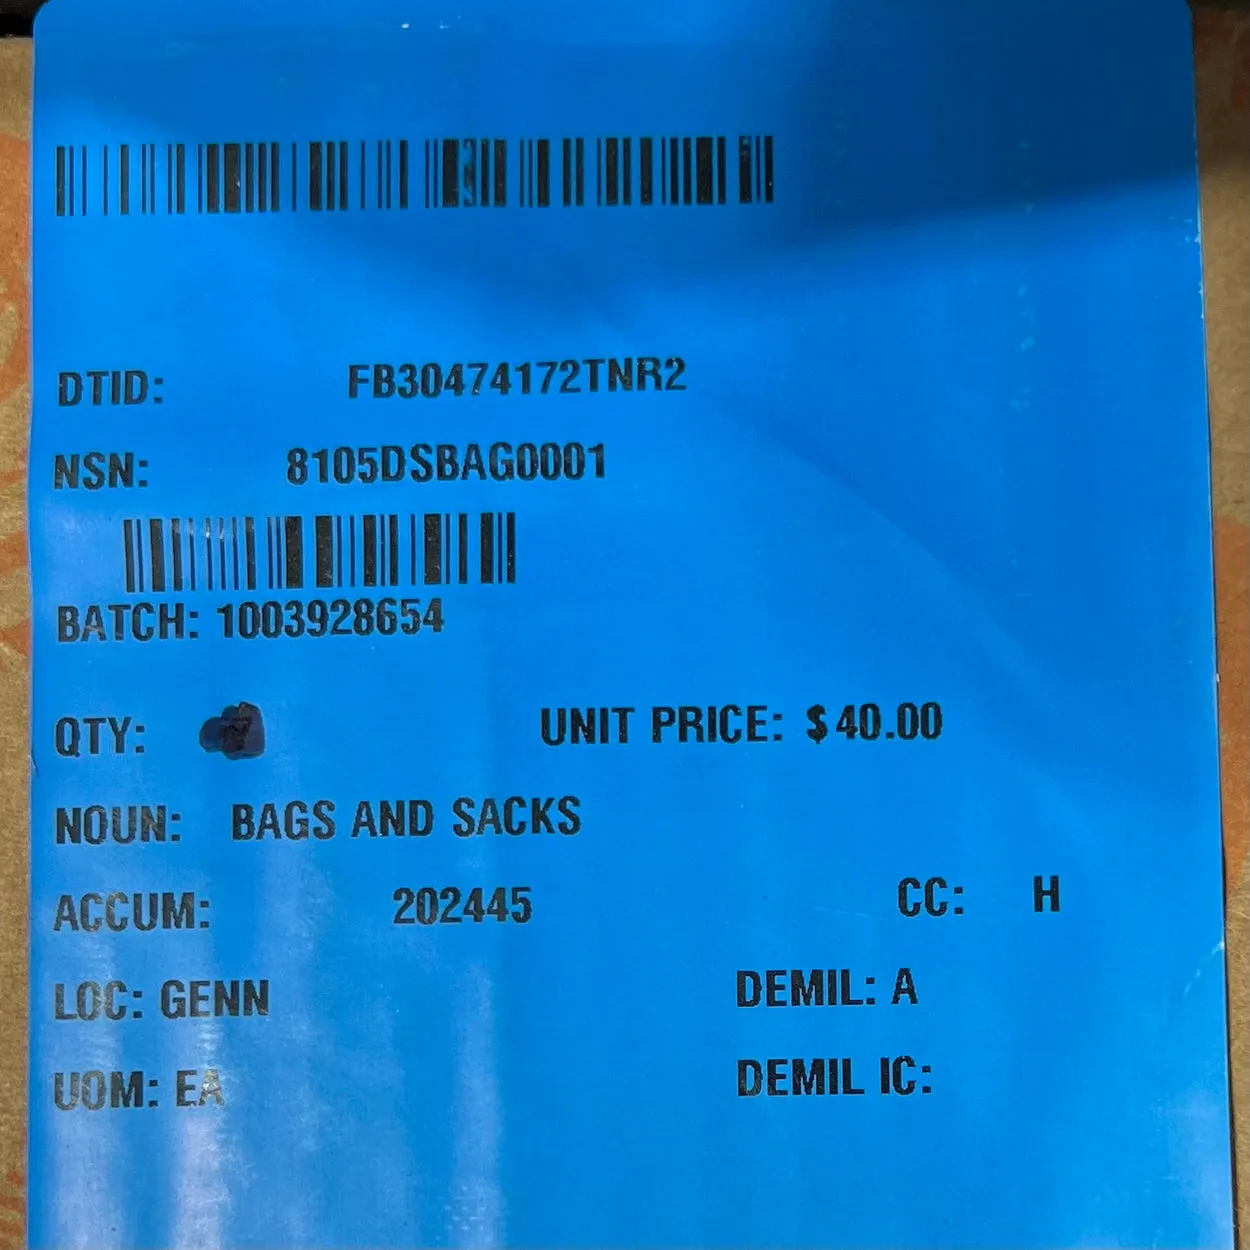 DTID: FB30474172TNR2
NSN: 8105DSBAG0001
BATCH: 1003928654
QTY: UNIT PRICE: $40.00
NOUN: BAGS AND SACKS
ACCUM: 202445 CC: H
LOC: GENN DEMIL: A
UOM: EA DEMIL IC: